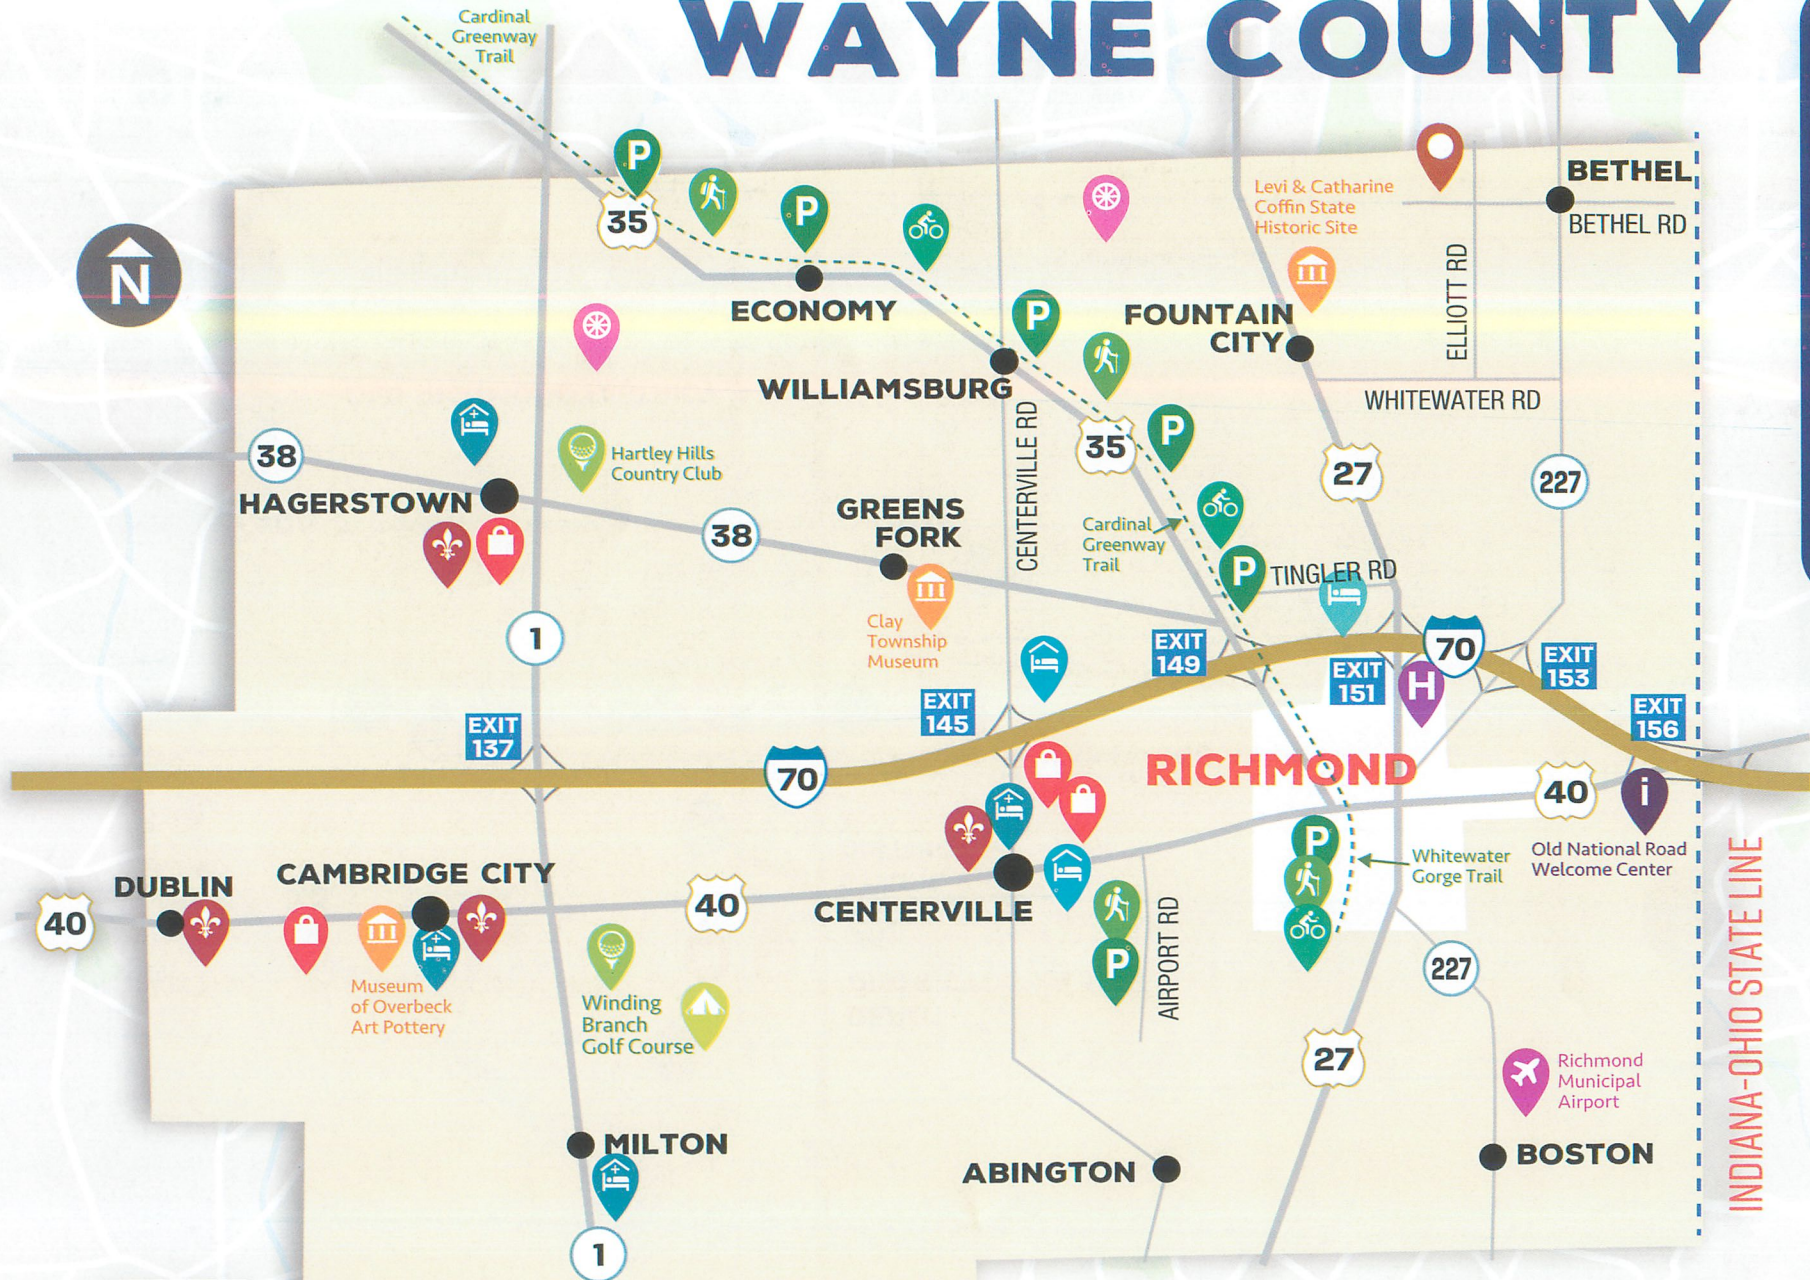 WAYNE COUNTY
Cardinal
Greenway
Trail
P
35
P
Levi & Catharine
Coffin State
Historic Site
BETHEL
BETHEL RD
N
ECONOMY
P
FOUNTAIN
CITY
ELLIOTT RD
WILLIAMSBURG
WHITEWATER RD
CENTERVILLE RD
P
35
27
227
38
Hartley Hills
Country Club
HAGERSTOWN
38
GREENS
FORK
Cardinal
Greenway
Trail
P
TINGLER RD
Clay
Township
Museum
1
EXIT
149
EXIT
151
70
H
EXIT
153
EXIT
145
EXIT
156
EXIT
137
70
RICHMOND
40
i
Old National Road
Welcome Center
P
Whitewater
Gorge Trail
INDIANA-OHIO STATE LINE
DUBLIN
CAMBRIDGE CITY
40
40
CENTERVILLE
P
AIRPORT RD
227
Museum
of Overbeck
Art Pottery
Winding
Branch
Golf Course
27
Richmond
Municipal
Airport
MILTON
ABINGTON
BOSTON
1